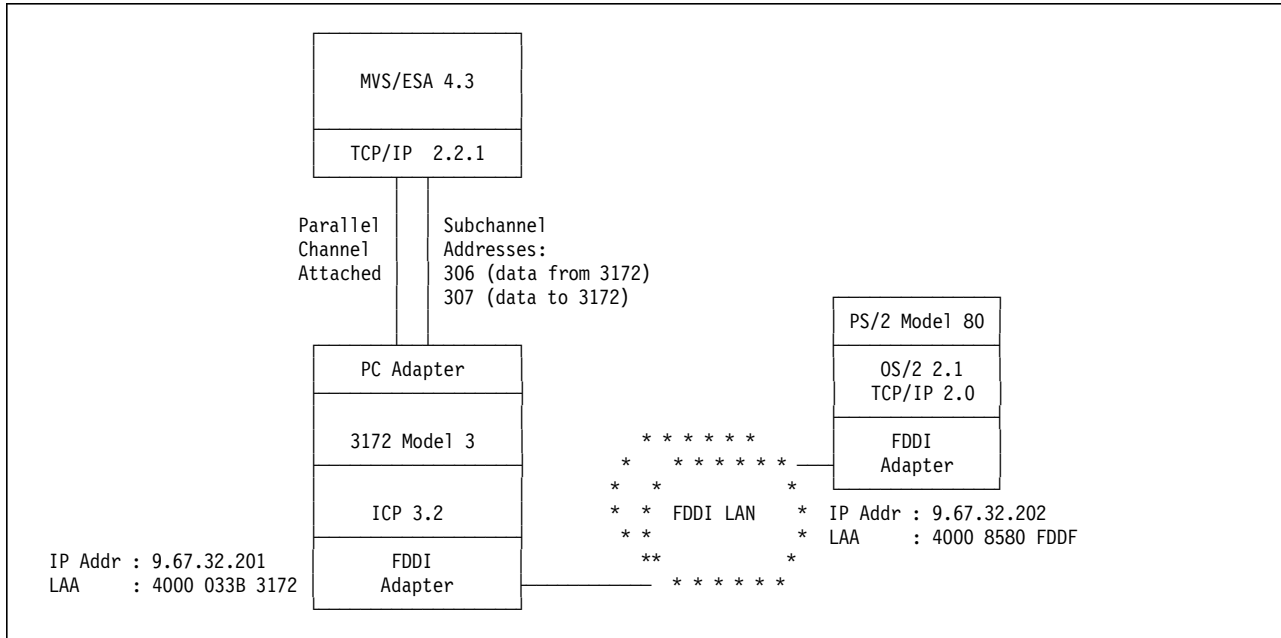 MVS/ESA 4.3
TCP/IP 2.2.1
Parallel
Channel
Attached
Subchannel
Addresses:
306 (data from 3172)
307 (data to 3172)
PC Adapter
3172 Model 3
ICP 3.2
FDDI
Adapter
IP Addr : 9.67.32.201
LAA : 4000 033B 3172
FDDI LAN
PS/2 Model 80
OS/2 2.1
TCP/IP 2.0
FDDI
Adapter
IP Addr : 9.67.32.202
LAA : 4000 8580 FDDF